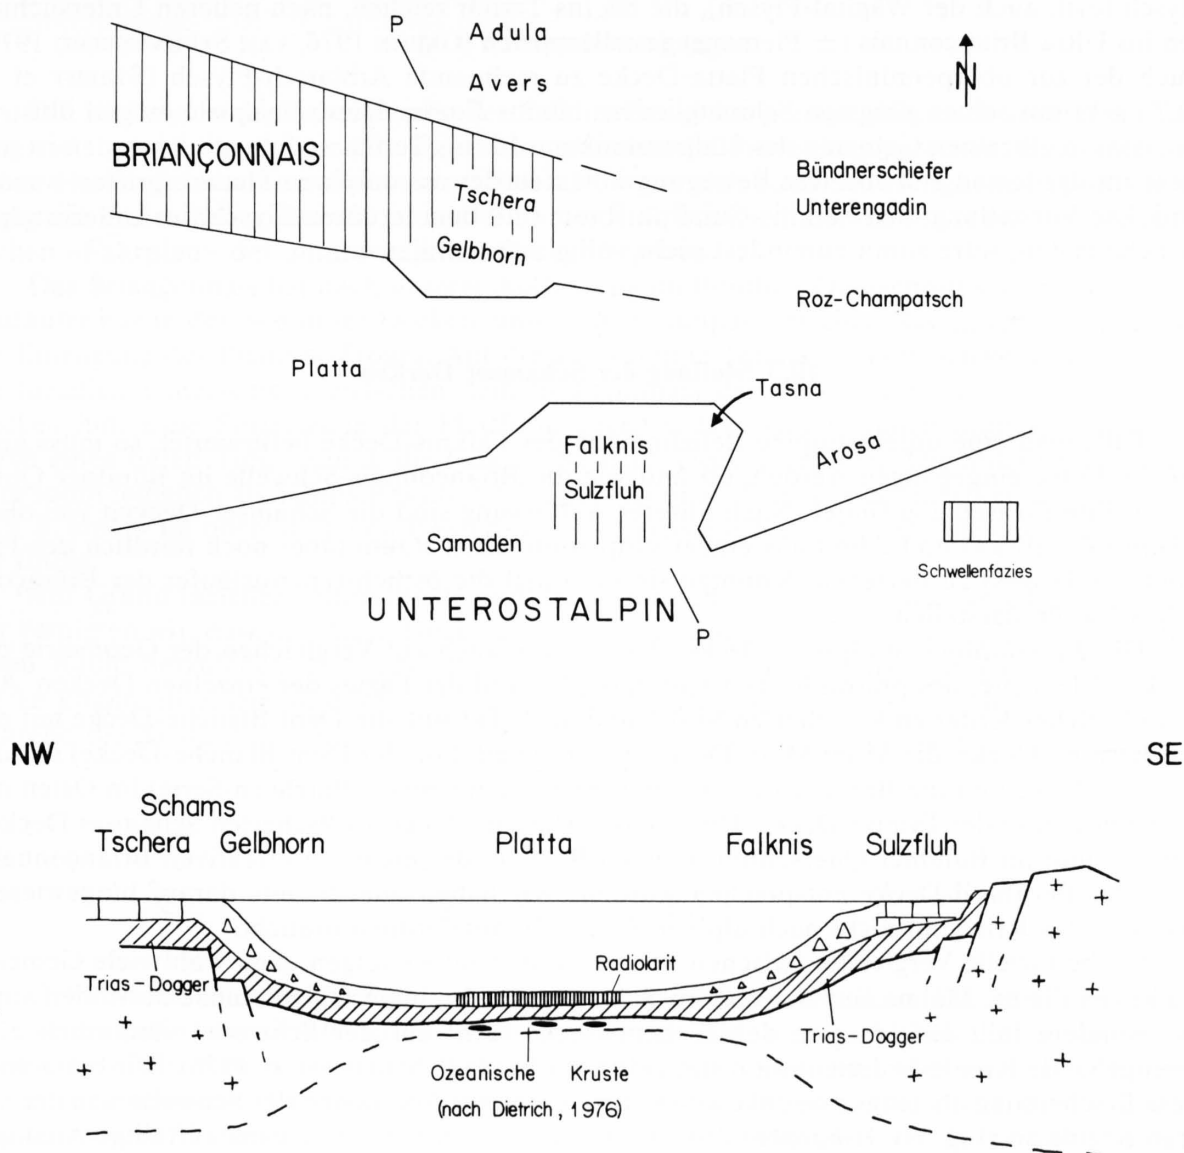 P
Adula
Avers
N
BRIANÇONNAIS
Tschera
Gelbhorn
Bündnerschiefer
Unterengadin
Roz-Champatsch
Platta
Tasna
Falknis
Sulzfluh
Arosa
Samaden
Schwellenfazies
UNTEROSTALPIN
P
NW
SE
Schams
Tschera
Gelbhorn
Platta
Falknis
Sulzfluh
Radiolarit
Trias-Dogger
Trias-Dogger
Ozeanische Kruste
(nach Dietrich, 1976)